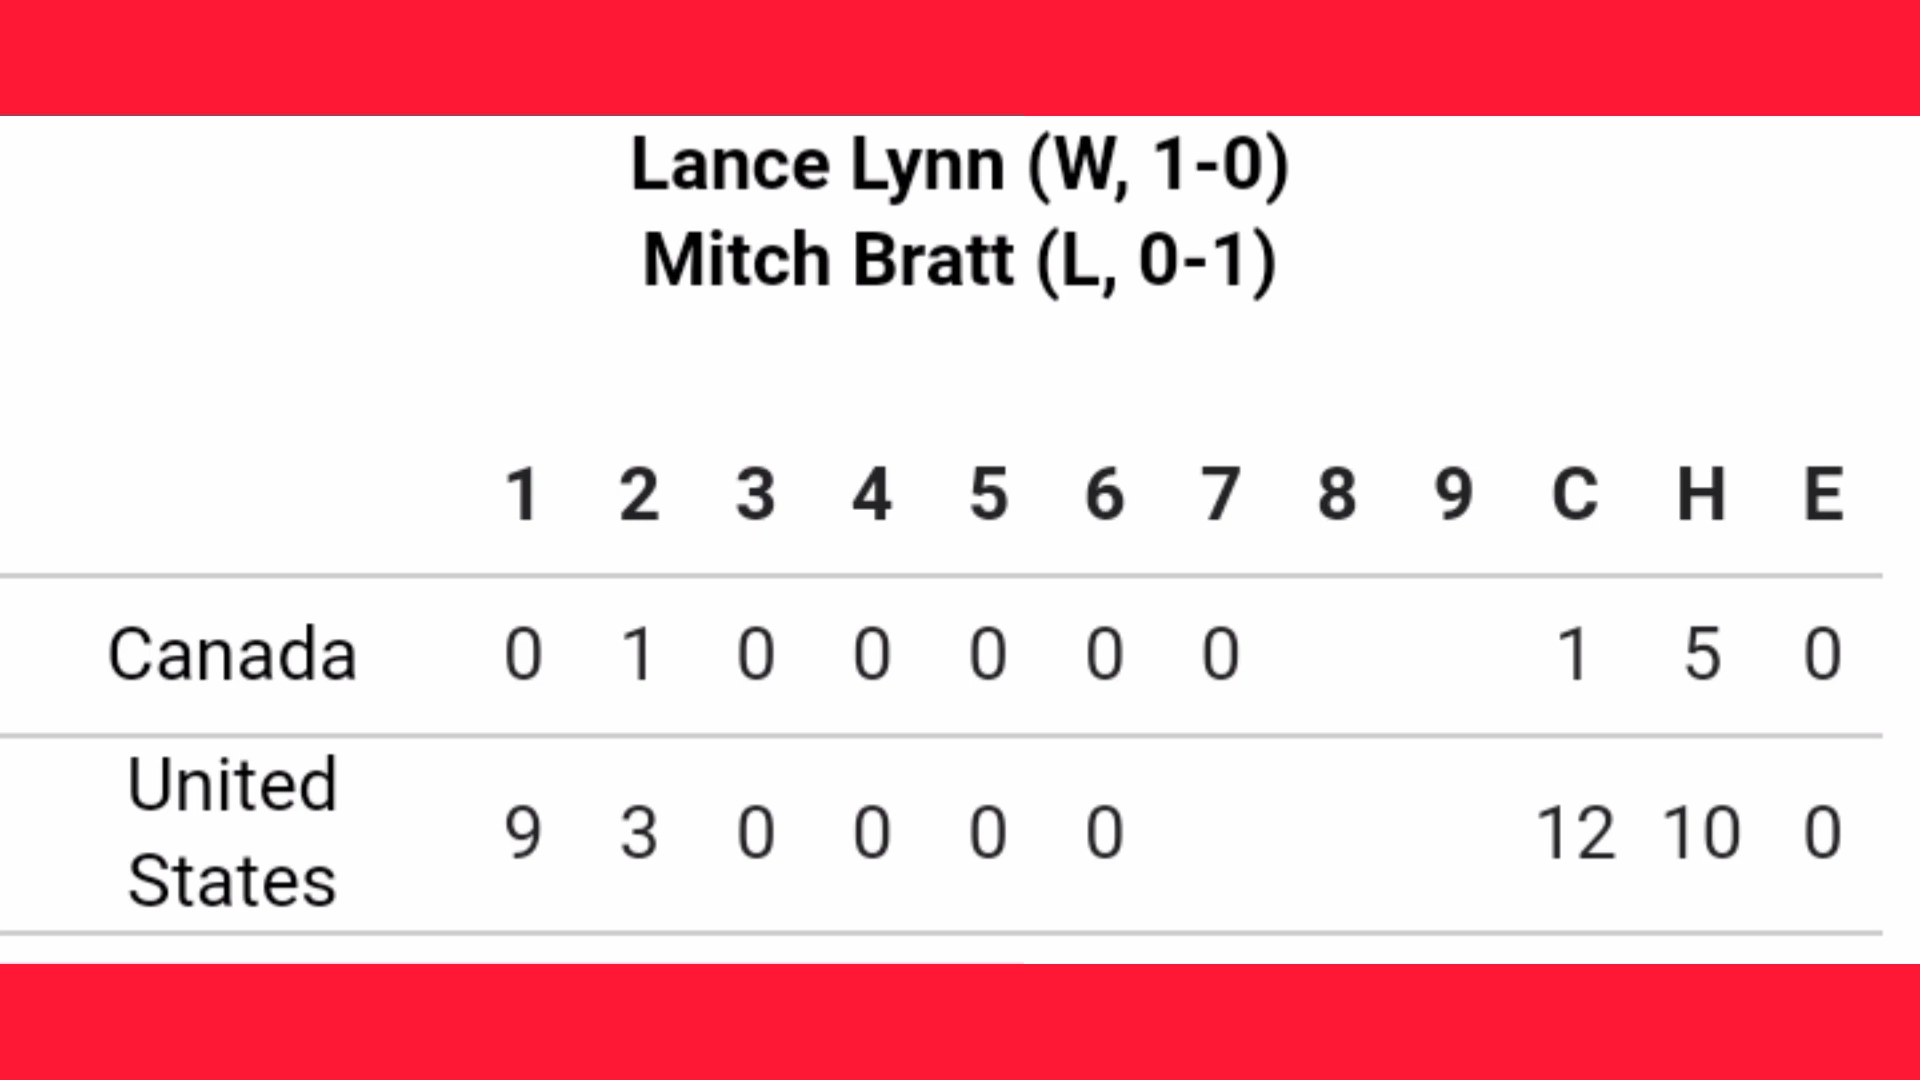 Lance Lynn (W, 1-0)
Mitch Bratt (L, 0-1)
1 2 3 4 5 6 7 8 9 C H E
Canada 0 1 0 0 0 0 0 1 5 0
United
States 9 3 0 0 0 0 12 10 0